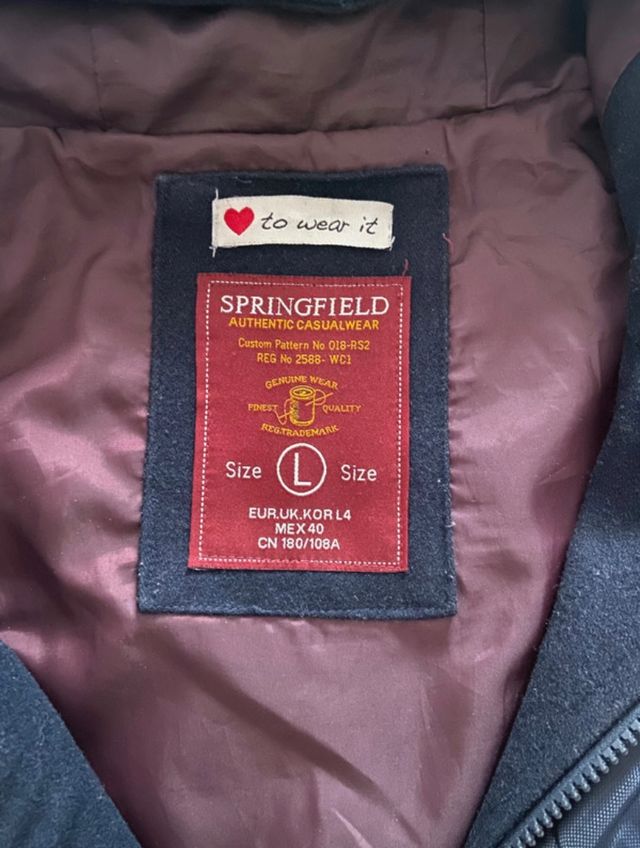 to wear it
SPRINGFIELD
AUTHENTIC CASUALWEAR
Custom Pattern No 018-RS2
REG No 2588- WC1
GENUINE WEAR
FINEST QUALITY
REG.TRADEMARK
Size L Size
EUR.UK.KOR L4
MEX 40
CN 180/108A